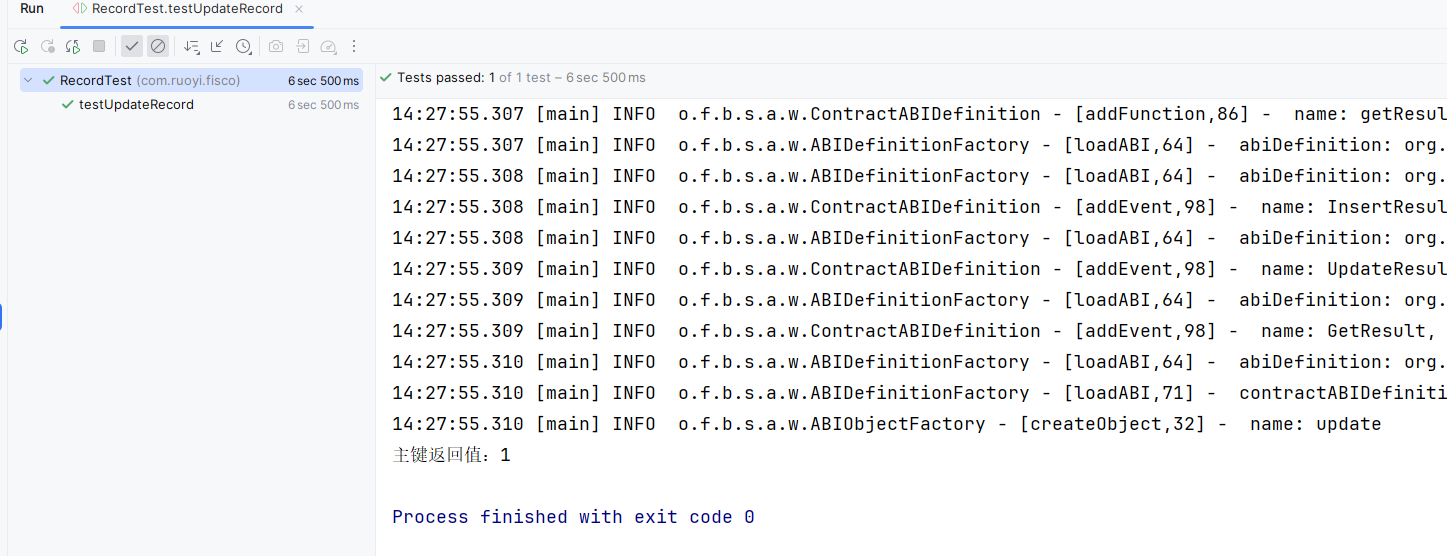 Run RecordTest.testUpdateRecord
RecordTest (com.ruoyi.fisco) 6 sec 500 ms
testUpdateRecord 6 sec 500 ms
Tests passed: 1 of 1 test – 6 sec 500 ms
14:27:55.307 [main] INFO  o.f.b.s.a.w.ContractABIDefinition - [addFunction,86] -  name: getResul
14:27:55.307 [main] INFO  o.f.b.s.a.w.ABIDefinitionFactory - [loadABI,64] -  abiDefinition: org.
14:27:55.308 [main] INFO  o.f.b.s.a.w.ABIDefinitionFactory - [loadABI,64] -  abiDefinition: org.
14:27:55.308 [main] INFO  o.f.b.s.a.w.ContractABIDefinition - [addEvent,98] -  name: InsertResul
14:27:55.308 [main] INFO  o.f.b.s.a.w.ABIDefinitionFactory - [loadABI,64] -  abiDefinition: org.
14:27:55.309 [main] INFO  o.f.b.s.a.w.ContractABIDefinition - [addEvent,98] -  name: UpdateResul
14:27:55.309 [main] INFO  o.f.b.s.a.w.ABIDefinitionFactory - [loadABI,64] -  abiDefinition: org.
14:27:55.309 [main] INFO  o.f.b.s.a.w.ContractABIDefinition - [addEvent,98] -  name: GetResult,
14:27:55.310 [main] INFO  o.f.b.s.a.w.ABIDefinitionFactory - [loadABI,64] -  abiDefinition: org.
14:27:55.310 [main] INFO  o.f.b.s.a.w.ABIDefinitionFactory - [loadABI,71] -  contractABIDefiniti
14:27:55.310 [main] INFO  o.f.b.s.a.w.ABIObjectFactory - [createObject,32] -  name: update
主键返回值：1
Process finished with exit code 0